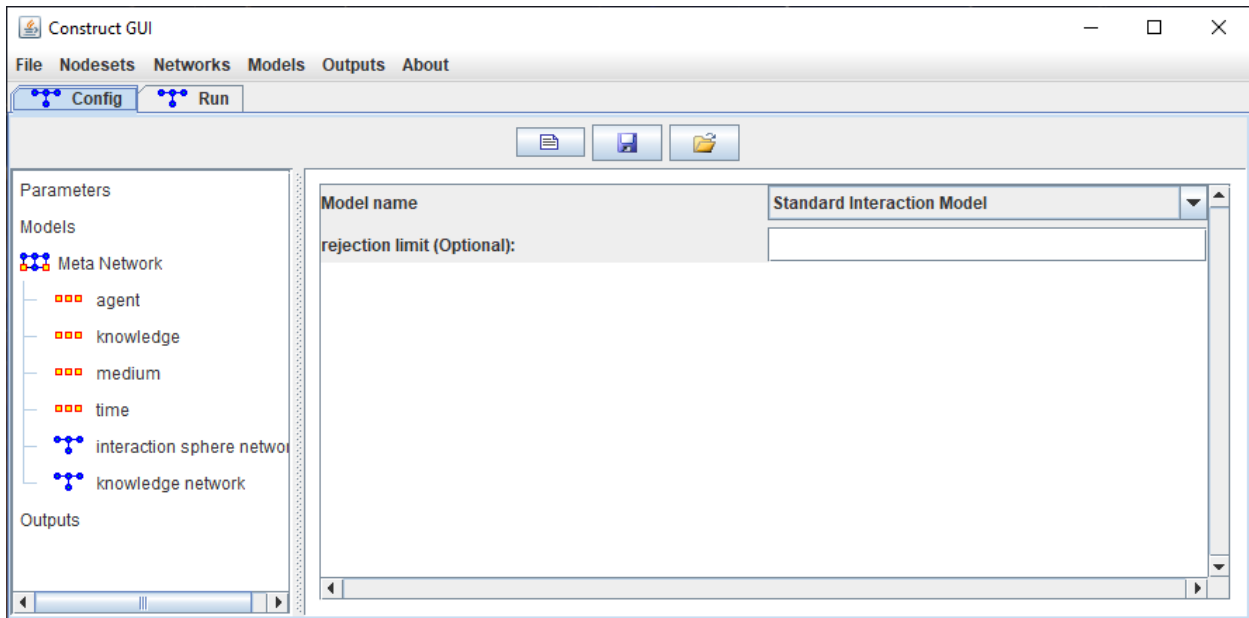 Construct GUI
File Nodesets Networks Models Outputs About
Config Run
Parameters
Models
Meta Network
agent
knowledge
medium
time
interaction sphere networ
knowledge network
Outputs
Model name Standard Interaction Model
rejection limit (Optional):